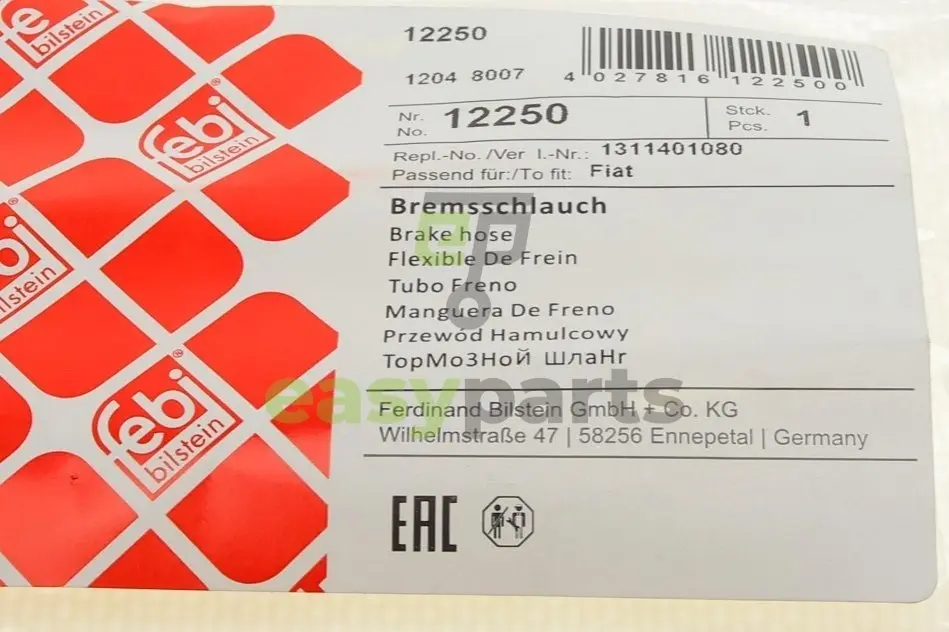 12250
1204 8007
4 027816 122500
Nr.
No. 12250
Stck.
Pcs. 1
Repl.-No. /Ver l.-Nr.: 1311401080
Passend für:/To fit: Fiat
Bremsschlauch
Brake hose
Flexible De Frein
Tubo Freno
Manguera De Freno
Przewód Hamulcowy
ТорМоЗНоЙ ШлаНг
Ferdinand Bilstein GmbH + Co. KG
Wilhelmstraße 47 | 58256 Ennepetal | Germany
EAC
easyparts
febi®
bilstein
febi®
bilstein
bilstein